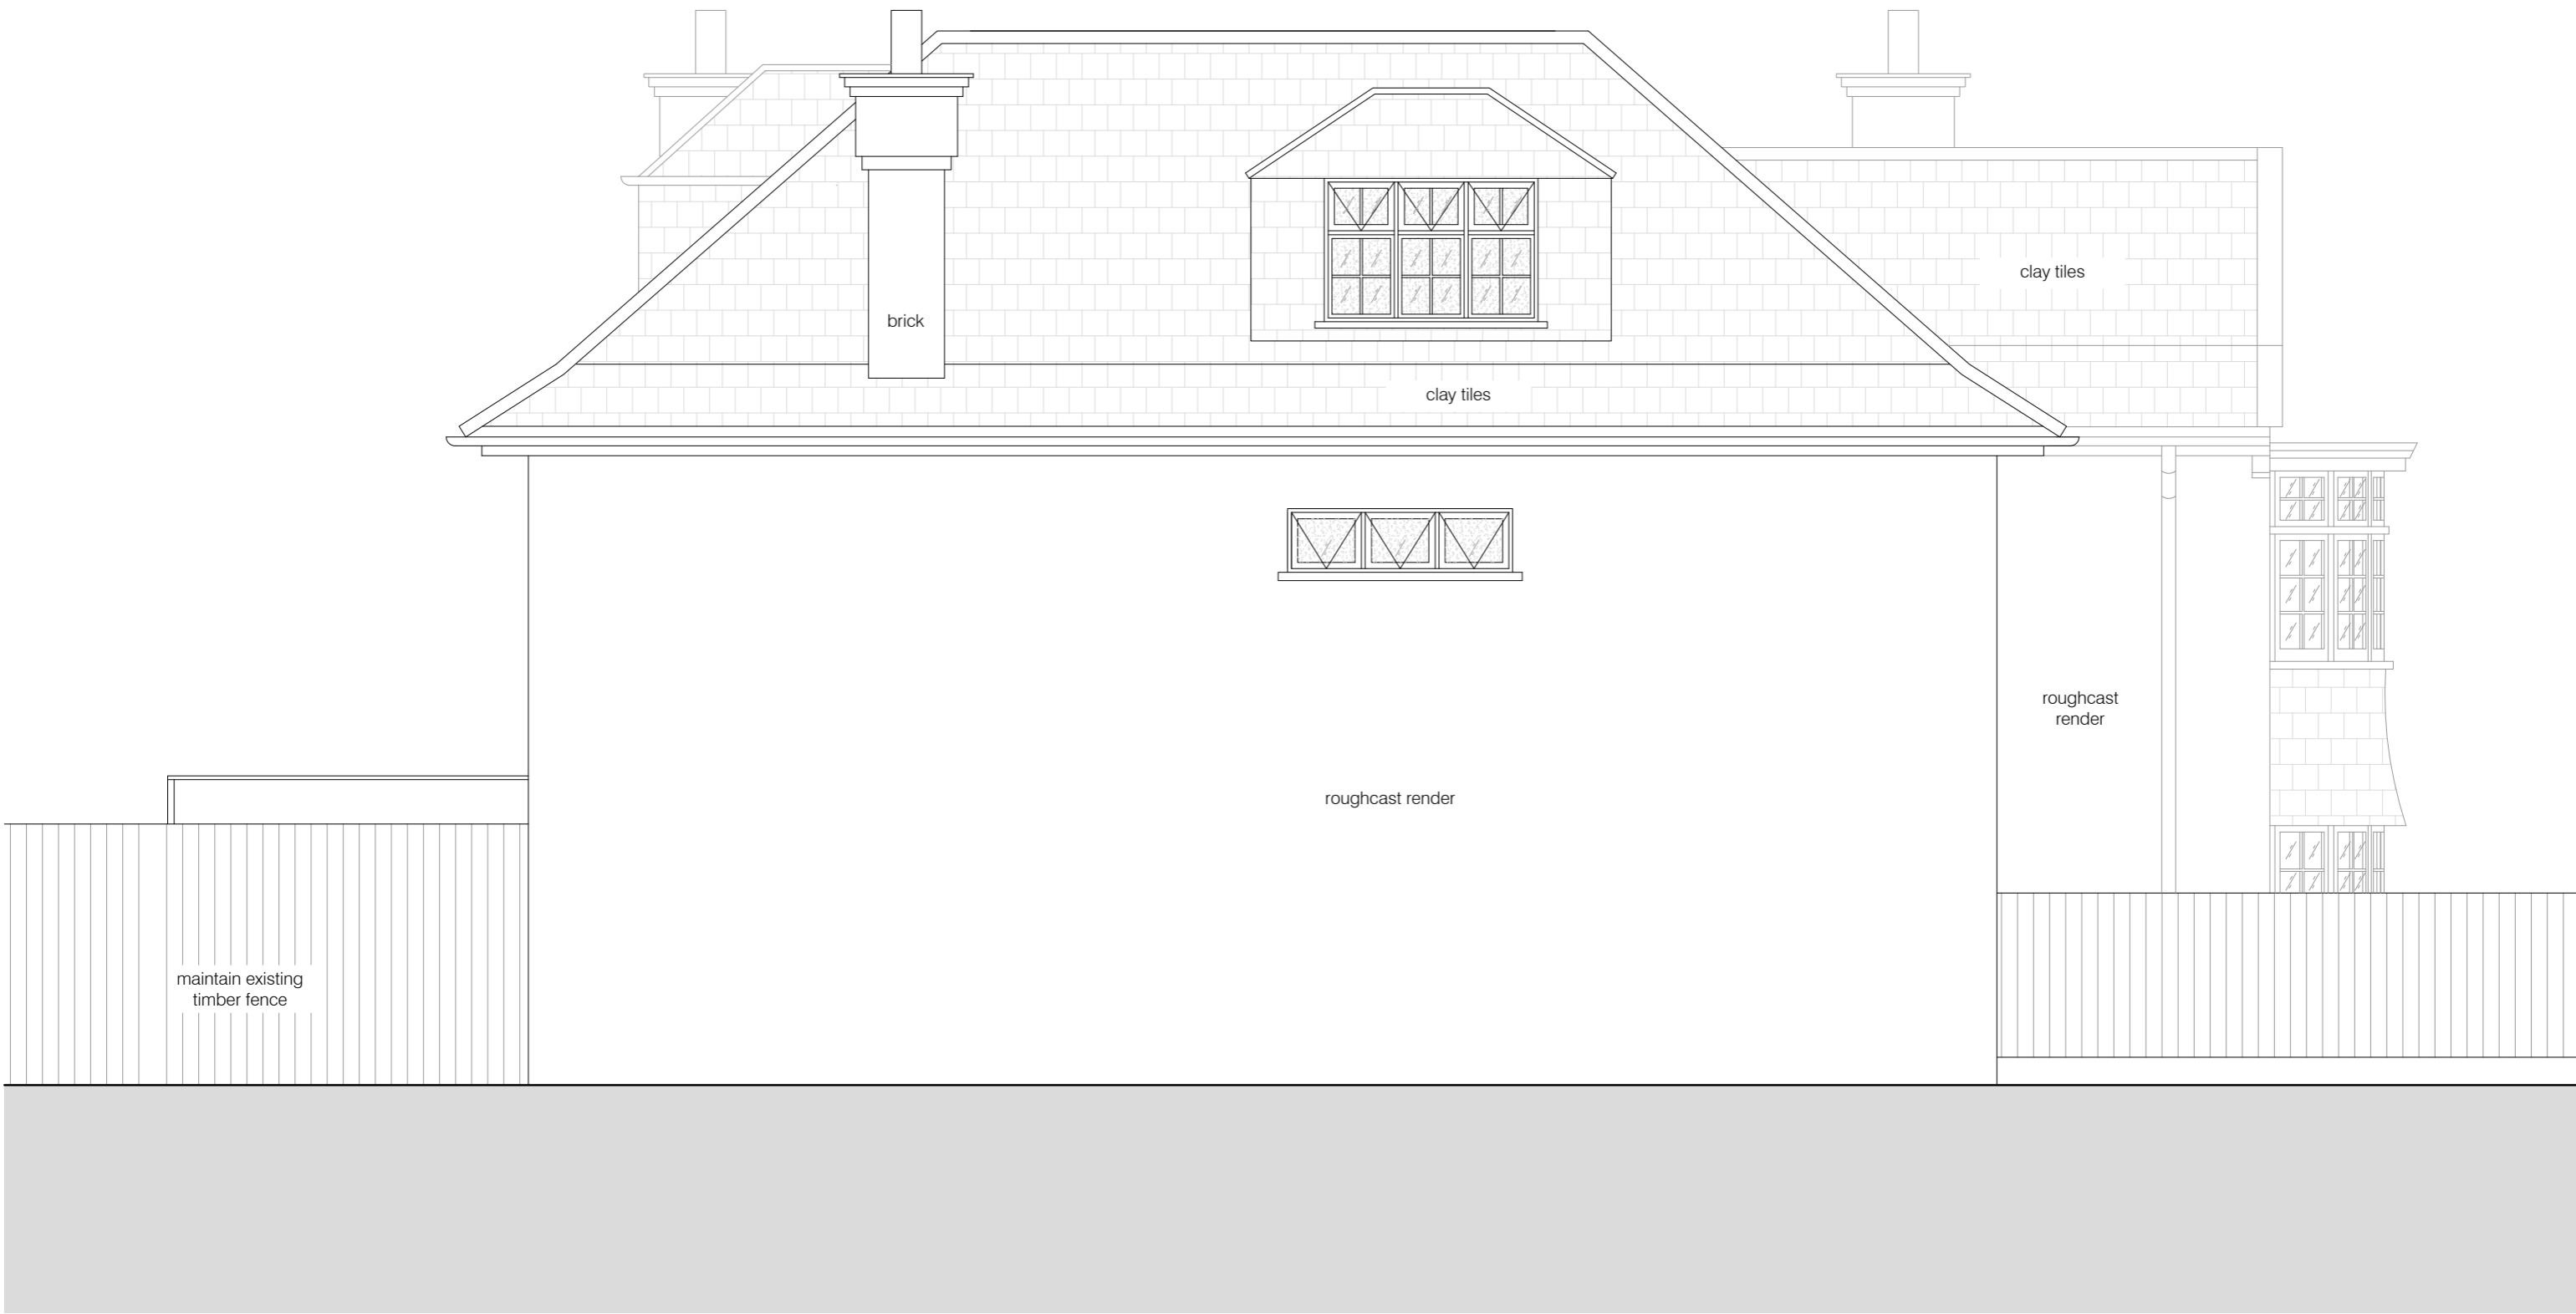 clay tiles
brick
clay tiles
roughcast
render
roughcast render
maintain existing
timber fence